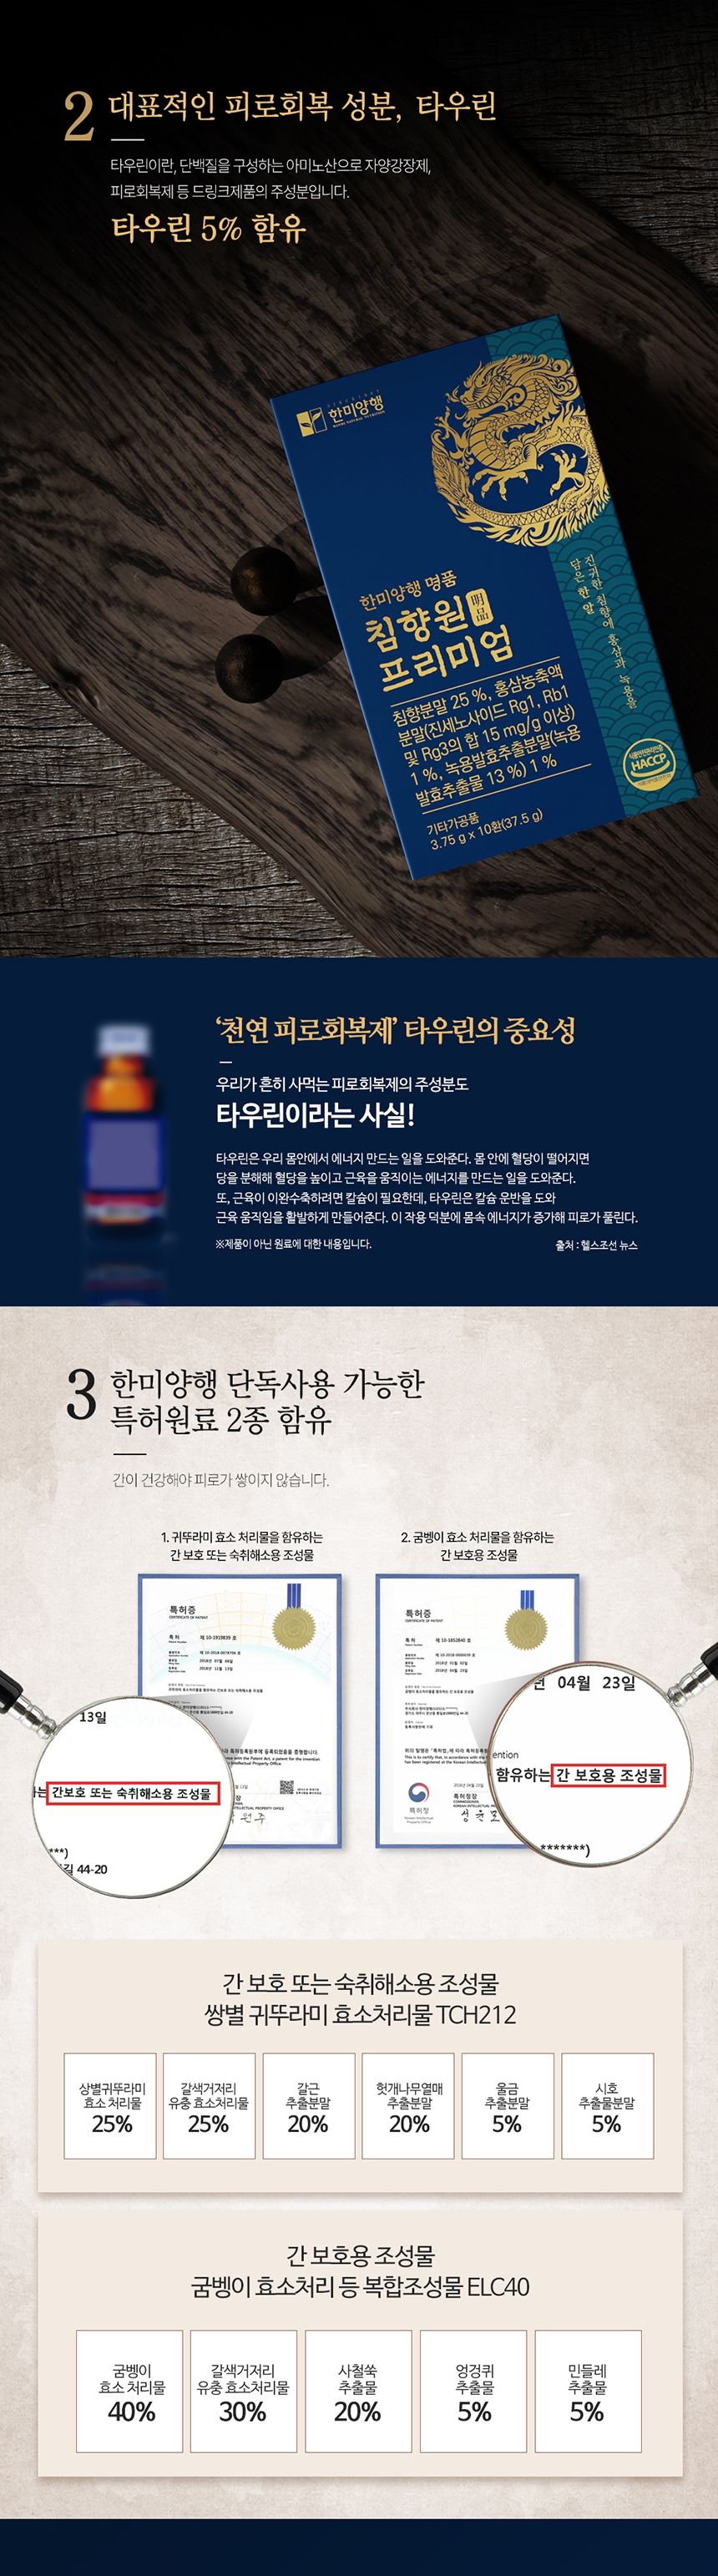 2 대표적인 피로회복 성분, 타우린
타우린이란, 단백질을 구성하는 아미노산으로 자양강장제,
피로회복제 등 드링크제품의 주성분입니다.
타우린 5% 함유
한미양행
한미양행 명품
침향원 明品
프리미엄
침향분말 25 %, 홍삼농축액
분말(진세노사이드 Rg1, Rb1
및 Rg3의 합 15 mg/g 이상)
1 %, 녹용발효추출분말(녹용
발효추출물 13 %) 1 %
기타가공품
3.75 g x 10환(37.5 g)
진귀한 침향에 홍삼과 녹용을
담은 한 알
HACCP
‘천연 피로회복제’ 타우린의 중요성
우리가 흔히 사먹는 피로회복제의 주성분도
타우린이라는 사실!
타우린은 우리 몸안에서 에너지 만드는 일을 도와준다. 몸 안에 혈당이 떨어지면
당을 분해해 혈당을 높이고 근육을 움직이는 에너지를 만드는 일을 도와준다.
또, 근육이 이완수축하려면 칼슘이 필요한데, 타우린은 칼슘 운반을 도와
근육 움직임을 활발하게 만들어준다. 이 작용 덕분에 몸속 에너지가 증가해 피로가 풀린다.
※제품이 아닌 원료에 대한 내용입니다.
출처 : 헬스조선 뉴스
3 한미양행 단독사용 가능한
특허원료 2종 함유
간이 건강해야 피로가 쌓이지 않습니다.
1. 귀뚜라미 효소 처리물을 함유하는
간 보호 또는 숙취해소용 조성물
2. 굼벵이 효소 처리물을 함유하는
간 보호용 조성물
특허증
CERTIFICATE OF PATENT
특허 제 10-1919839 호
13일
는 간보호 또는 숙취해소용 조성물
***)
길 44-20
특허증
CERTIFICATE OF PATENT
특허 제 10-1852840 호
특허청
Korean Intellectual
Property Office
년 04월 23일
ention
함유하는 간 보호용 조성물
*******)
간 보호 또는 숙취해소용 조성물
쌍별 귀뚜라미 효소처리물 TCH212
상별귀뚜라미
효소 처리물
25%
갈색거저리
유충 효소처리물
25%
갈근
추출분말
20%
헛개나무열매
추출분말
20%
울금
추출분말
5%
시호
추출물분말
5%
간 보호용 조성물
굼벵이 효소처리 등 복합조성물 ELC40
굼벵이
효소 처리물
40%
갈색거저리
유충 효소처리물
30%
사철쑥
추출물
20%
엉겅퀴
추출물
5%
민들레
추출물
5%